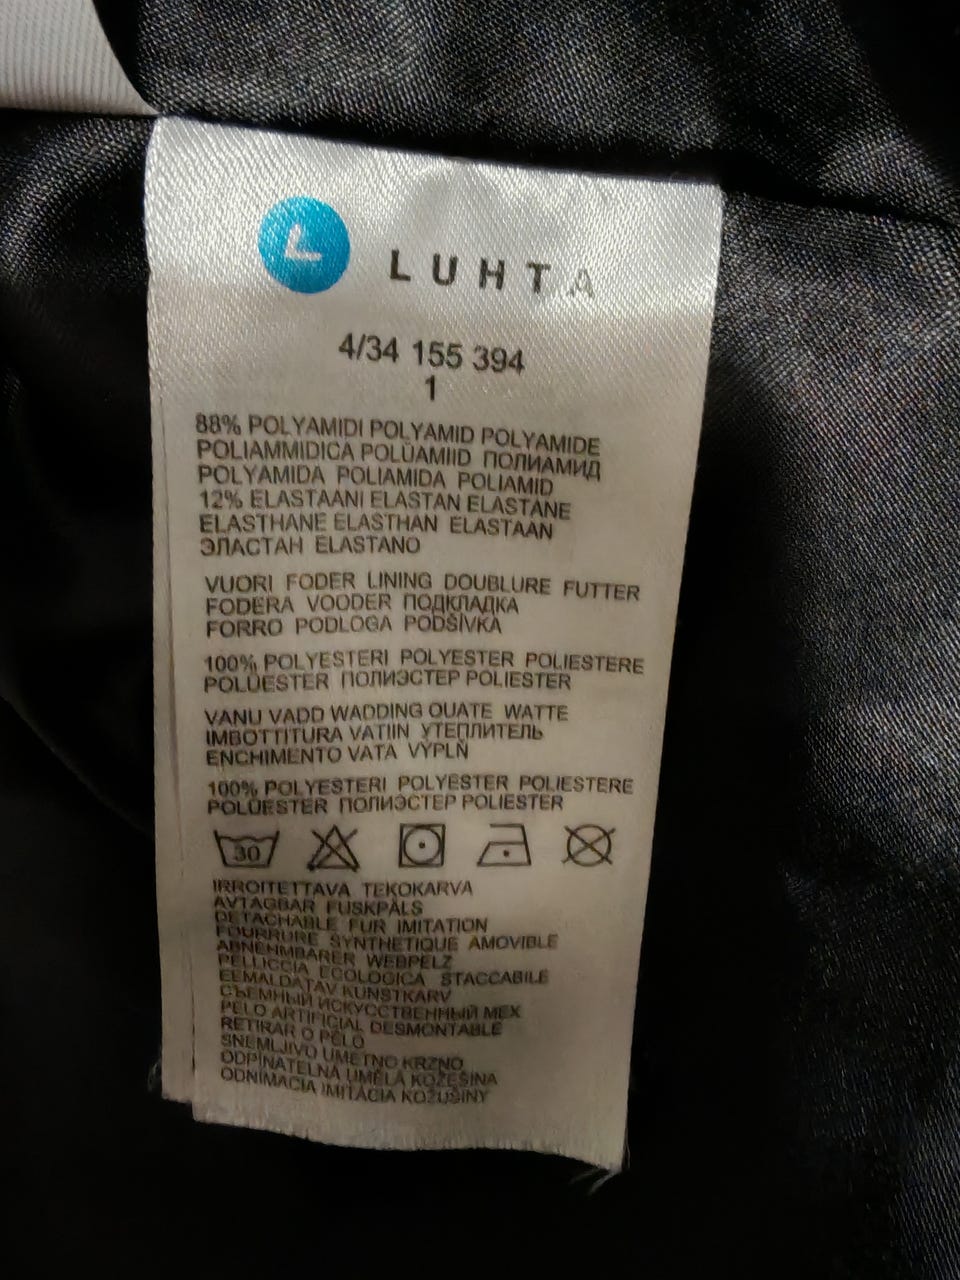 L LUHTA
4/34 155 394
1
88% POLYAMIDI POLYAMID POLYAMIDE
POLIAMMIDICA POLÜAMIID ПОЛИАМИД
POLYAMIDA POLIAMIDA POLIAMID
12% ELASTAANI ELASTAN ELASTANE
ELASTHANE ELASTHAN ELASTAAN
ЭЛАСТАН ELASTANO
VUORI FODER LINING DOUBLURE FUTTER
FODERA VOODER ПОДКЛАДКА
FORRO PODLOGA PODŠÍVKA
100% POLYESTERI POLYESTER POLIESTERE
POLÜESTER ПОЛИЭСТЕР POLIESTER
VANU VADD WADDING OUATE WATTE
IMBOTTITURA VATIIN УТЕПЛИТЕЛЬ
ENCHIMENTO VATA VÝPLŇ
100% POLYESTERI POLYESTER POLIESTERE
POLÜESTER ПОЛИЭСТЕР POLIESTER
30
IRROITETTAVA TEKOKARVA
AVTAGBAR FUSKPÄLS
DETACHABLE FUR IMITATION
FOURRURE SYNTHETIQUE AMOVIBLE
ABNEHMBARER WEBPELZ
PELLICCIA ECOLOGICA STACCABILE
EEMALDATAV KUNSTKARV
СЪЕМНЫЙ ИСКУССТВЕННЫЙ МЕХ
PELO ARTIFICIAL DESMONTABLE
RETIRAR O PÊLO
SNEMLJIVO UMETNO KRZNO
ODPÍNATELNÁ UMĚLÁ KOŽEŠINA
ODNÍMACIA IMITÁCIA KOŽUŠINY